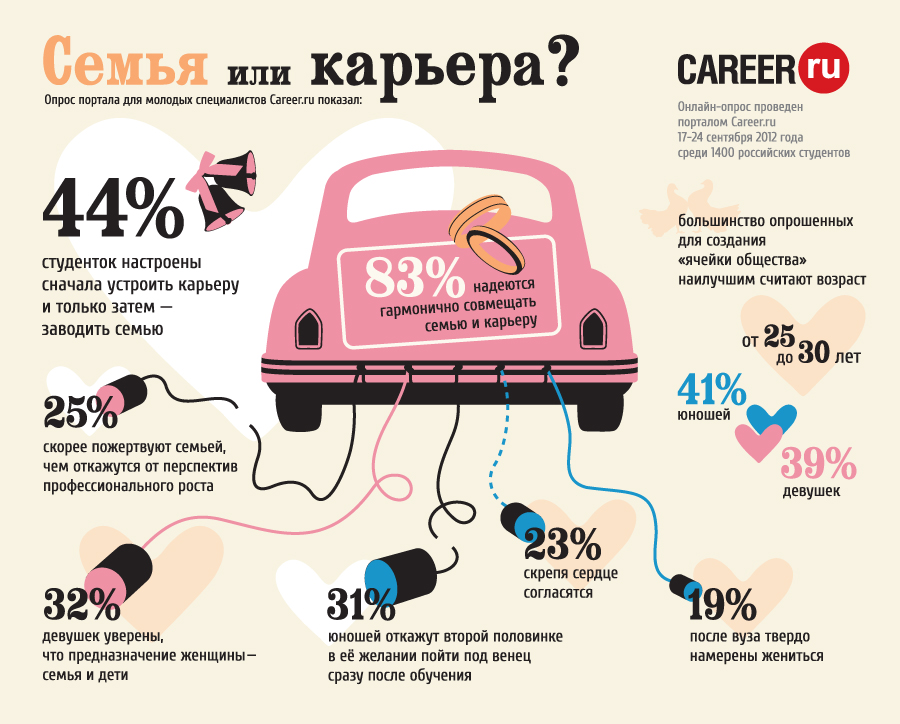 Семья или карьера?
Опрос портала для молодых специалистов Career.ru показал:
CAREER ru
Онлайн-опрос проведен
порталом Career.ru
17-24 сентября 2012 года
среди 1400 российских студентов
44%
студенток настроены
сначала устроить карьеру
и только затем —
заводить семью
83% надеются
гармонично совмещать
семью и карьеру
большинство опрошенных
для создания
«ячейки общества»
наилучшим считают возраст
от 25
до 30 лет
41%
юношей
39%
девушек
25%
скорее пожертвуют семьей,
чем откажутся от перспектив
профессионального роста
32%
девушек уверены,
что предназначение женщины—
семья и дети
31%
юношей откажут второй половинке
в её желании пойти под венец
сразу после обучения
23%
скрепя сердце
согласятся
19%
после вуза твердо
намерены жениться